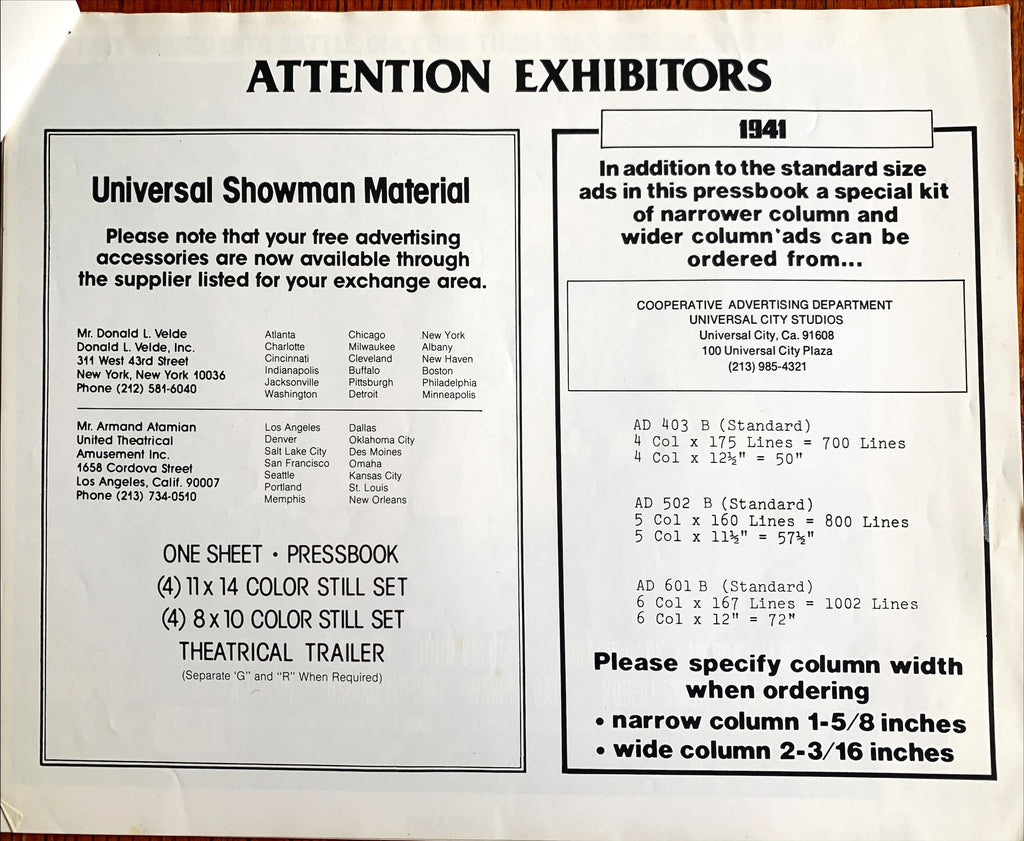 ATTENTION EXHIBITORS
Universal Showman Material
Please note that your free advertising
accessories are now available through
the supplier listed for your exchange area.
Mr. Donald L. Velde
Donald L. Velde, Inc.
311 West 43rd Street
New York, New York 10036
Phone (212) 581-6040
Atlanta
Charlotte
Cincinnati
Indianapolis
Jacksonville
Washington
Chicago
Milwaukee
Cleveland
Buffalo
Pittsburgh
Detroit
New York
Albany
New Haven
Boston
Philadelphia
Minneapolis
Mr. Armand Atamian
United Theatrical
Amusement Inc.
1658 Cordova Street
Los Angeles, Calif. 90007
Phone (213) 734-0510
Los Angeles
Denver
Salt Lake City
San Francisco
Seattle
Portland
Memphis
Dallas
Oklahoma City
Des Moines
Omaha
Kansas City
St. Louis
New Orleans
ONE SHEET • PRESSBOOK
(4) 11 x 14 COLOR STILL SET
(4) 8 x 10 COLOR STILL SET
THEATRICAL TRAILER
(Separate 'G" and "R" When Required)
1941
In addition to the standard size
ads in this pressbook a special kit
of narrower column and
wider column ads can be
ordered from...
COOPERATIVE ADVERTISING DEPARTMENT
UNIVERSAL CITY STUDIOS
Universal City, Ca. 91608
100 Universal City Plaza
(213) 985-4321
AD 403 B (Standard)
4 Col x 175 Lines = 700 Lines
4 Col x 12½" = 50"
AD 502 B (Standard)
5 Col x 160 Lines = 800 Lines
5 Col x 11½" = 57½"
AD 601 B (Standard)
6 Col x 167 Lines = 1002 Lines
6 Col x 12" = 72"
Please specify column width
when ordering
• narrow column 1-5/8 inches
• wide column 2-3/16 inches